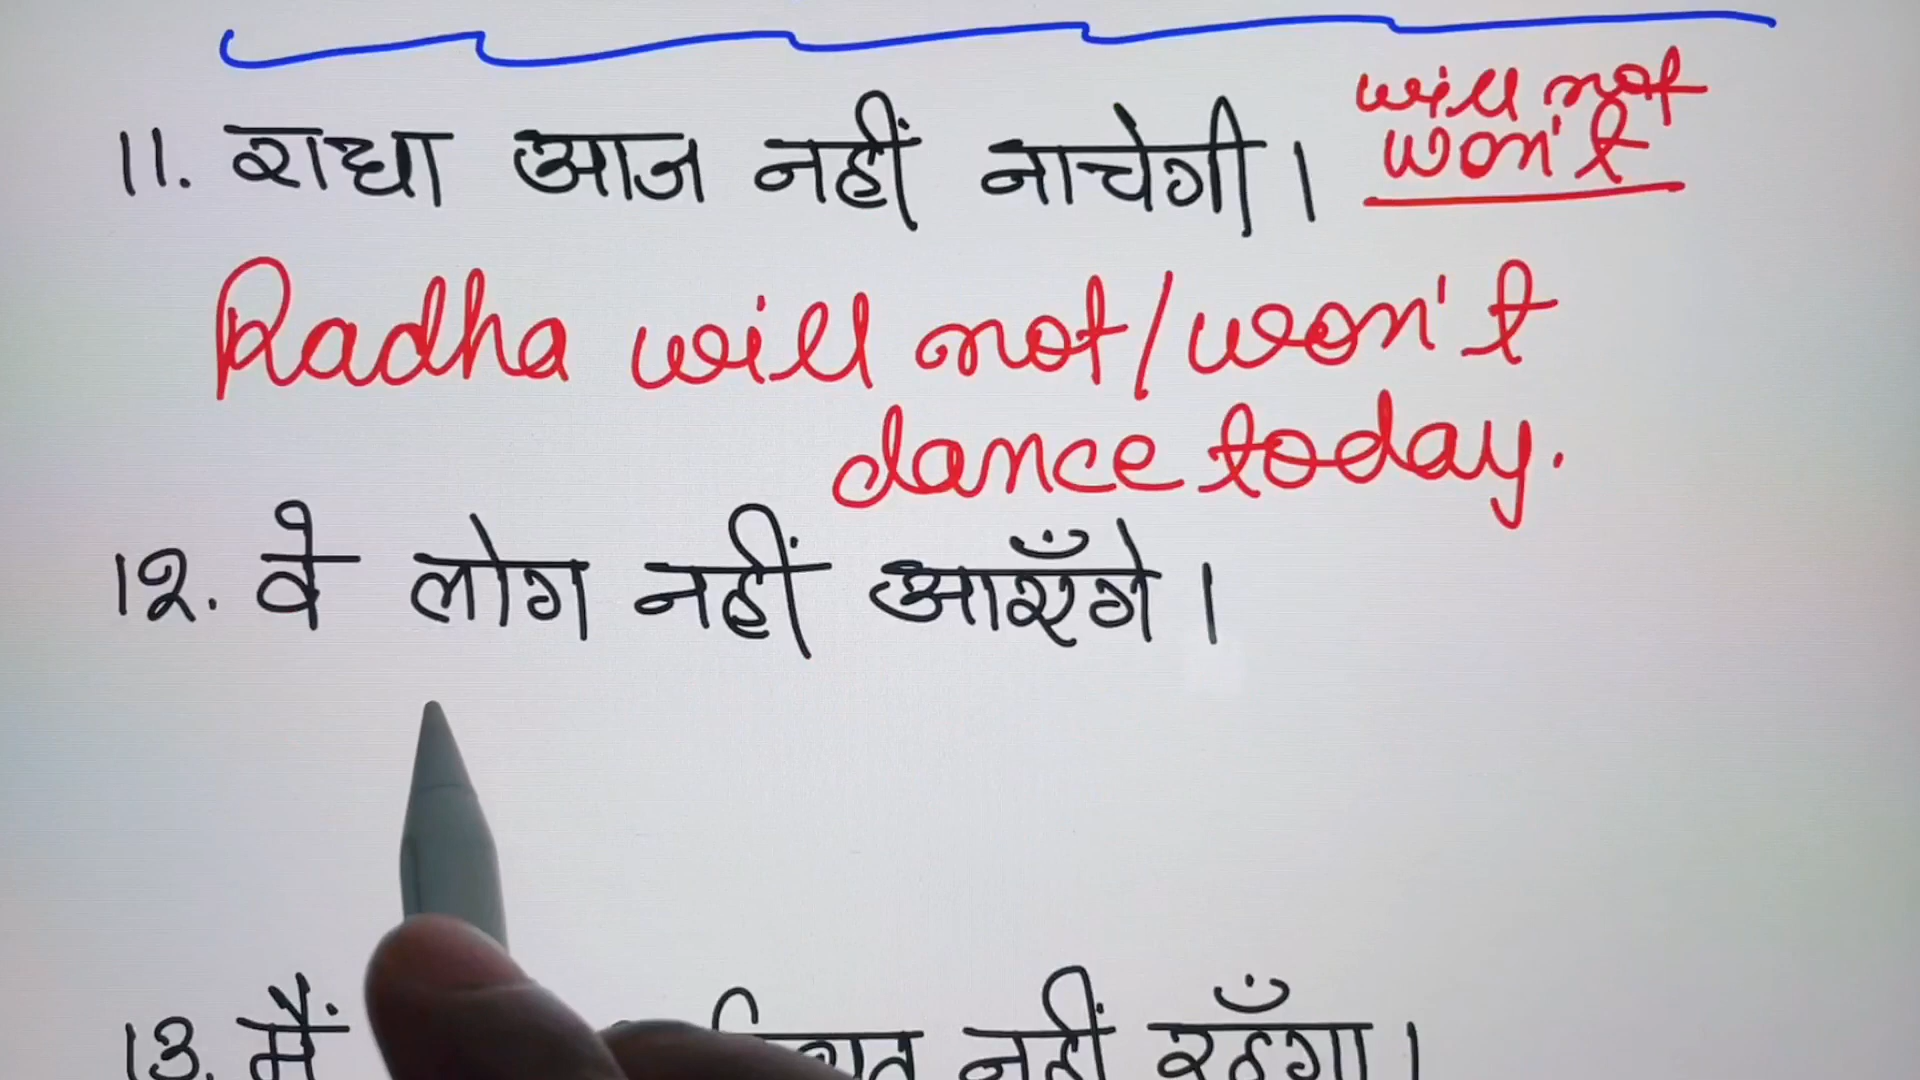 11. राधा आज नहीं नाचेगी। will not
won't
Radha will not/won't
dance today.
12. वे लोग नहीं आएँगे।
13. मैं नहीं रहूँगा।